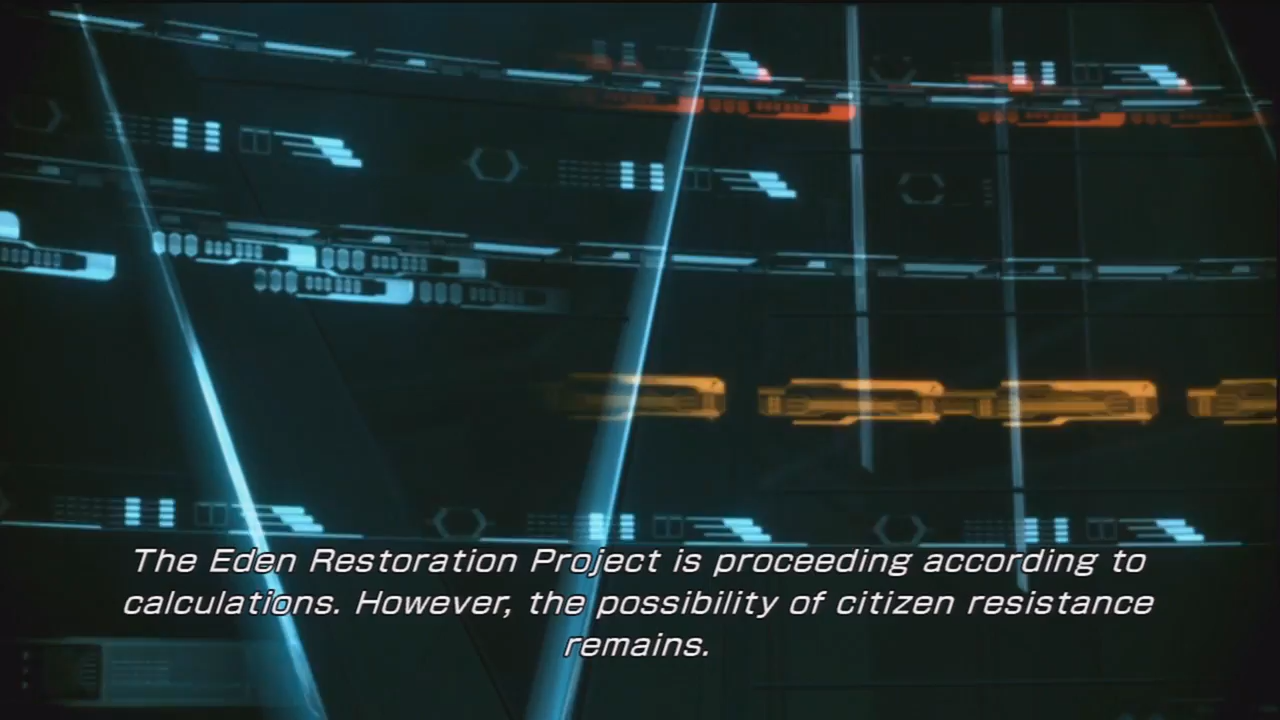 The Eden Restoration Project is proceeding according to
calculations. However, the possibility of citizen resistance
remains.